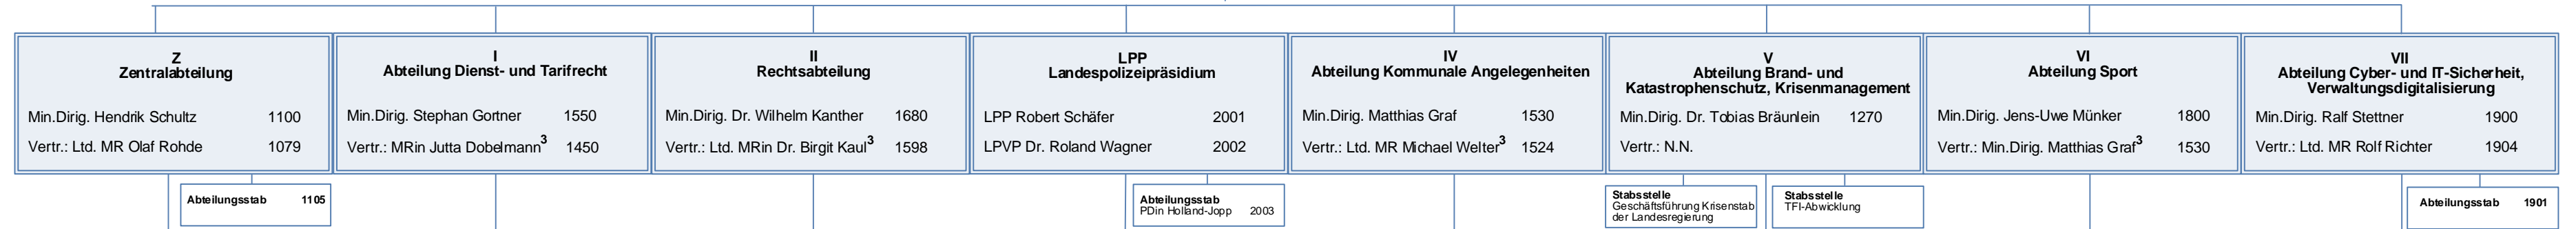 Z
Zentralabteilung
Min.Dirig. Hendrik Schultz 1100
Vertr.: Ltd. MR Olaf Rohde 1079
Abteilungsstab 1105
I
Abteilung Dienst- und Tarifrecht
Min.Dirig. Stephan Gortner 1550
Vertr.: MRin Jutta Dobelmann3 1450
II
Rechtsabteilung
Min.Dirig. Dr. Wilhelm Kanther 1680
Vertr.: Ltd. MRin Dr. Birgit Kaul3 1598
LPP
Landespolizeipräsidium
LPP Robert Schäfer 2001
LPVP Dr. Roland Wagner 2002
Abteilungsstab
PDin Holland-Jopp 2003
IV
Abteilung Kommunale Angelegenheiten
Min.Dirig. Matthias Graf 1530
Vertr.: Ltd. MR Michael Welter3 1524
V
Abteilung Brand- und
Katastrophenschutz, Krisenmanagement
Min.Dirig. Dr. Tobias Bräunlein 1270
Vertr.: N.N.
Stabsstelle
Geschäftsführung Krisenstab
der Landesregierung
Stabsstelle
TFI-Abwicklung
VI
Abteilung Sport
Min.Dirig. Jens-Uwe Münker 1800
Vertr.: Min.Dirig. Matthias Graf3 1530
VII
Abteilung Cyber- und IT-Sicherheit,
Verwaltungsdigitalisierung
Min.Dirig. Ralf Stettner 1900
Vertr.: Ltd. MR Rolf Richter 1904
Abteilungsstab 1901